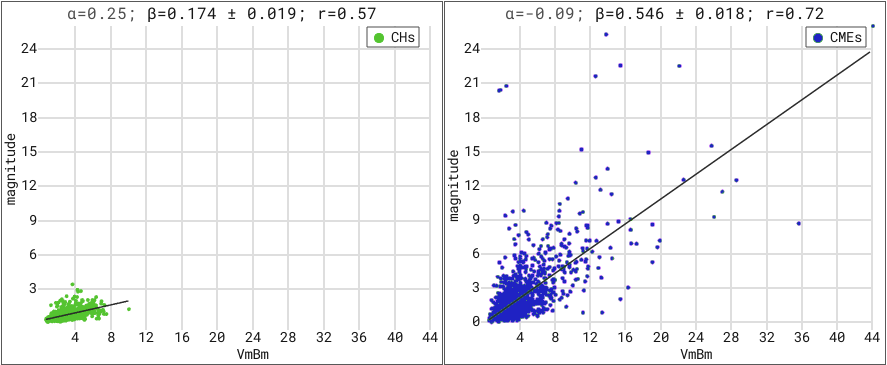 α=0.25; β=0.174 ± 0.019; r=0.57
CHs
24
21
18
15
12
9
6
3
magnitude
4 8 12 16 20 24 28 32 36 40 44
VmBm
α=-0.09; β=0.546 ± 0.018; r=0.72
CMEs
24
21
18
15
12
9
6
3
0
magnitude
4 8 12 16 20 24 28 32 36 40 44
VmBm